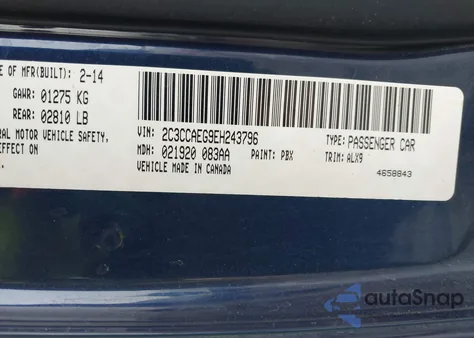 E OF MFR(BUILT): 2-14
GAWR: 01275 KG
REAR: 02810 LB
RAL MOTOR VEHICLE SAFETY,
EFFECT ON
VIN: 2C3CCAEG9EH243796
TYPE: PASSENGER CAR
MDH: 021920 083AA
PAINT: PBX
TRIM: ALX9
VEHICLE MADE IN CANADA
4658843
autoSnap